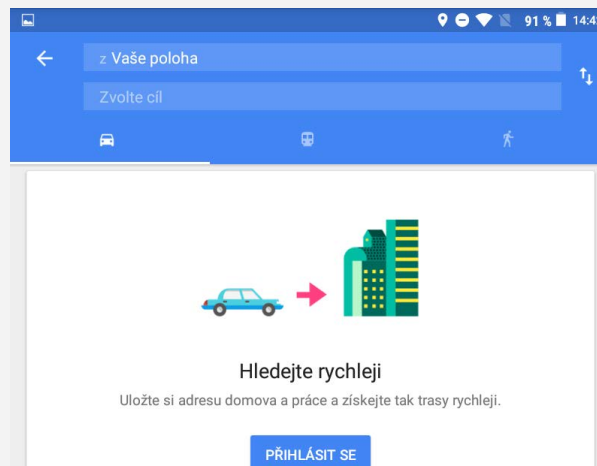 91 % 14:4
z Vaše poloha
Zvolte cíl
Hledejte rychleji
Uložte si adresu domova a práce a získejte tak trasy rychleji.
PŘIHLÁSIT SE